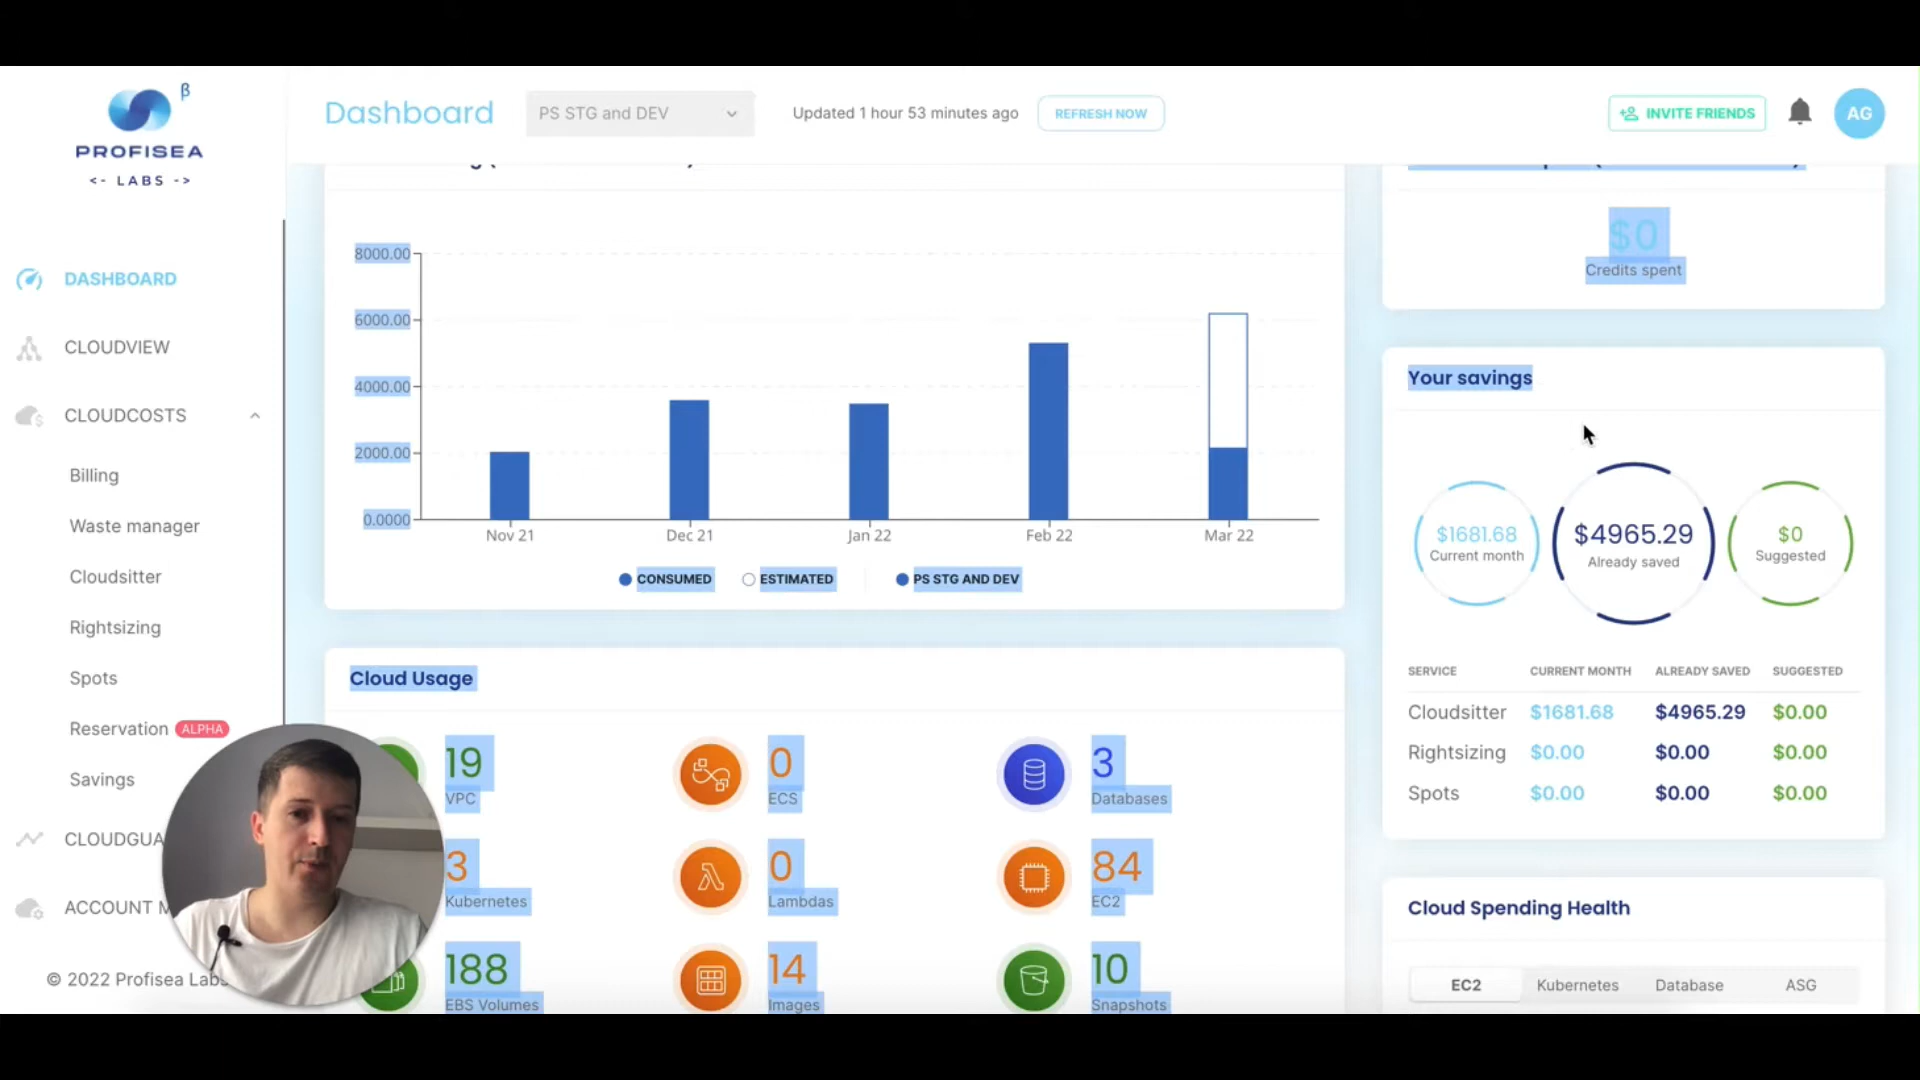 β
PROFISEA
<- LABS ->
Dashboard
PS STG and DEV
Updated 1 hour 53 minutes ago
REFRESH NOW
INVITE FRIENDS
AG
DASHBOARD
CLOUDVIEW
CLOUDCOSTS
Billing
Waste manager
Cloudsitter
Rightsizing
Spots
Reservation ALPHA
Savings
CLOUDGUA
ACCOUNT M
© 2022 Profisea Labs
8000.00
6000.00
4000.00
2000.00
0.0000
Nov 21
Dec 21
Jan 22
Feb 22
Mar 22
CONSUMED
ESTIMATED
PS STG AND DEV
Cloud Usage
19
VPC
0
ECS
3
Databases
3
Kubernetes
0
Lambdas
84
EC2
188
EBS Volumes
14
Images
10
Snapshots
$0
Credits spent
Your savings
$1681.68
Current month
$4965.29
Already saved
$0
Suggested
SERVICE CURRENT MONTH ALREADY SAVED SUGGESTED
Cloudsitter $1681.68 $4965.29 $0.00
Rightsizing $0.00 $0.00 $0.00
Spots $0.00 $0.00 $0.00
Cloud Spending Health
EC2 Kubernetes Database ASG